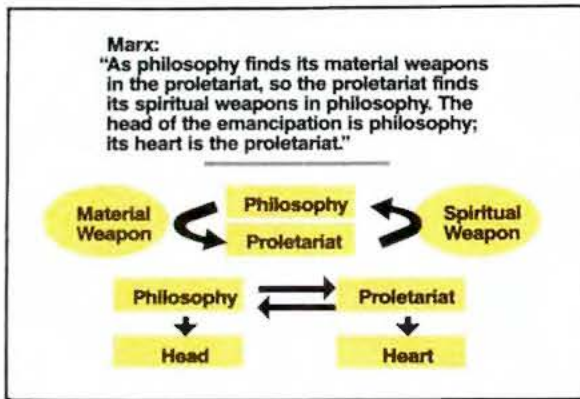 Marx:
"As philosophy finds its material weapons
in the proletariat, so the proletariat finds
its spiritual weapons in philosophy. The
head of the emancipation is philosophy;
its heart is the proletariat."
Material
Weapon
Philosophy
Proletariat
Spiritual
Weapon
Philosophy
Proletariat
Head
Heart